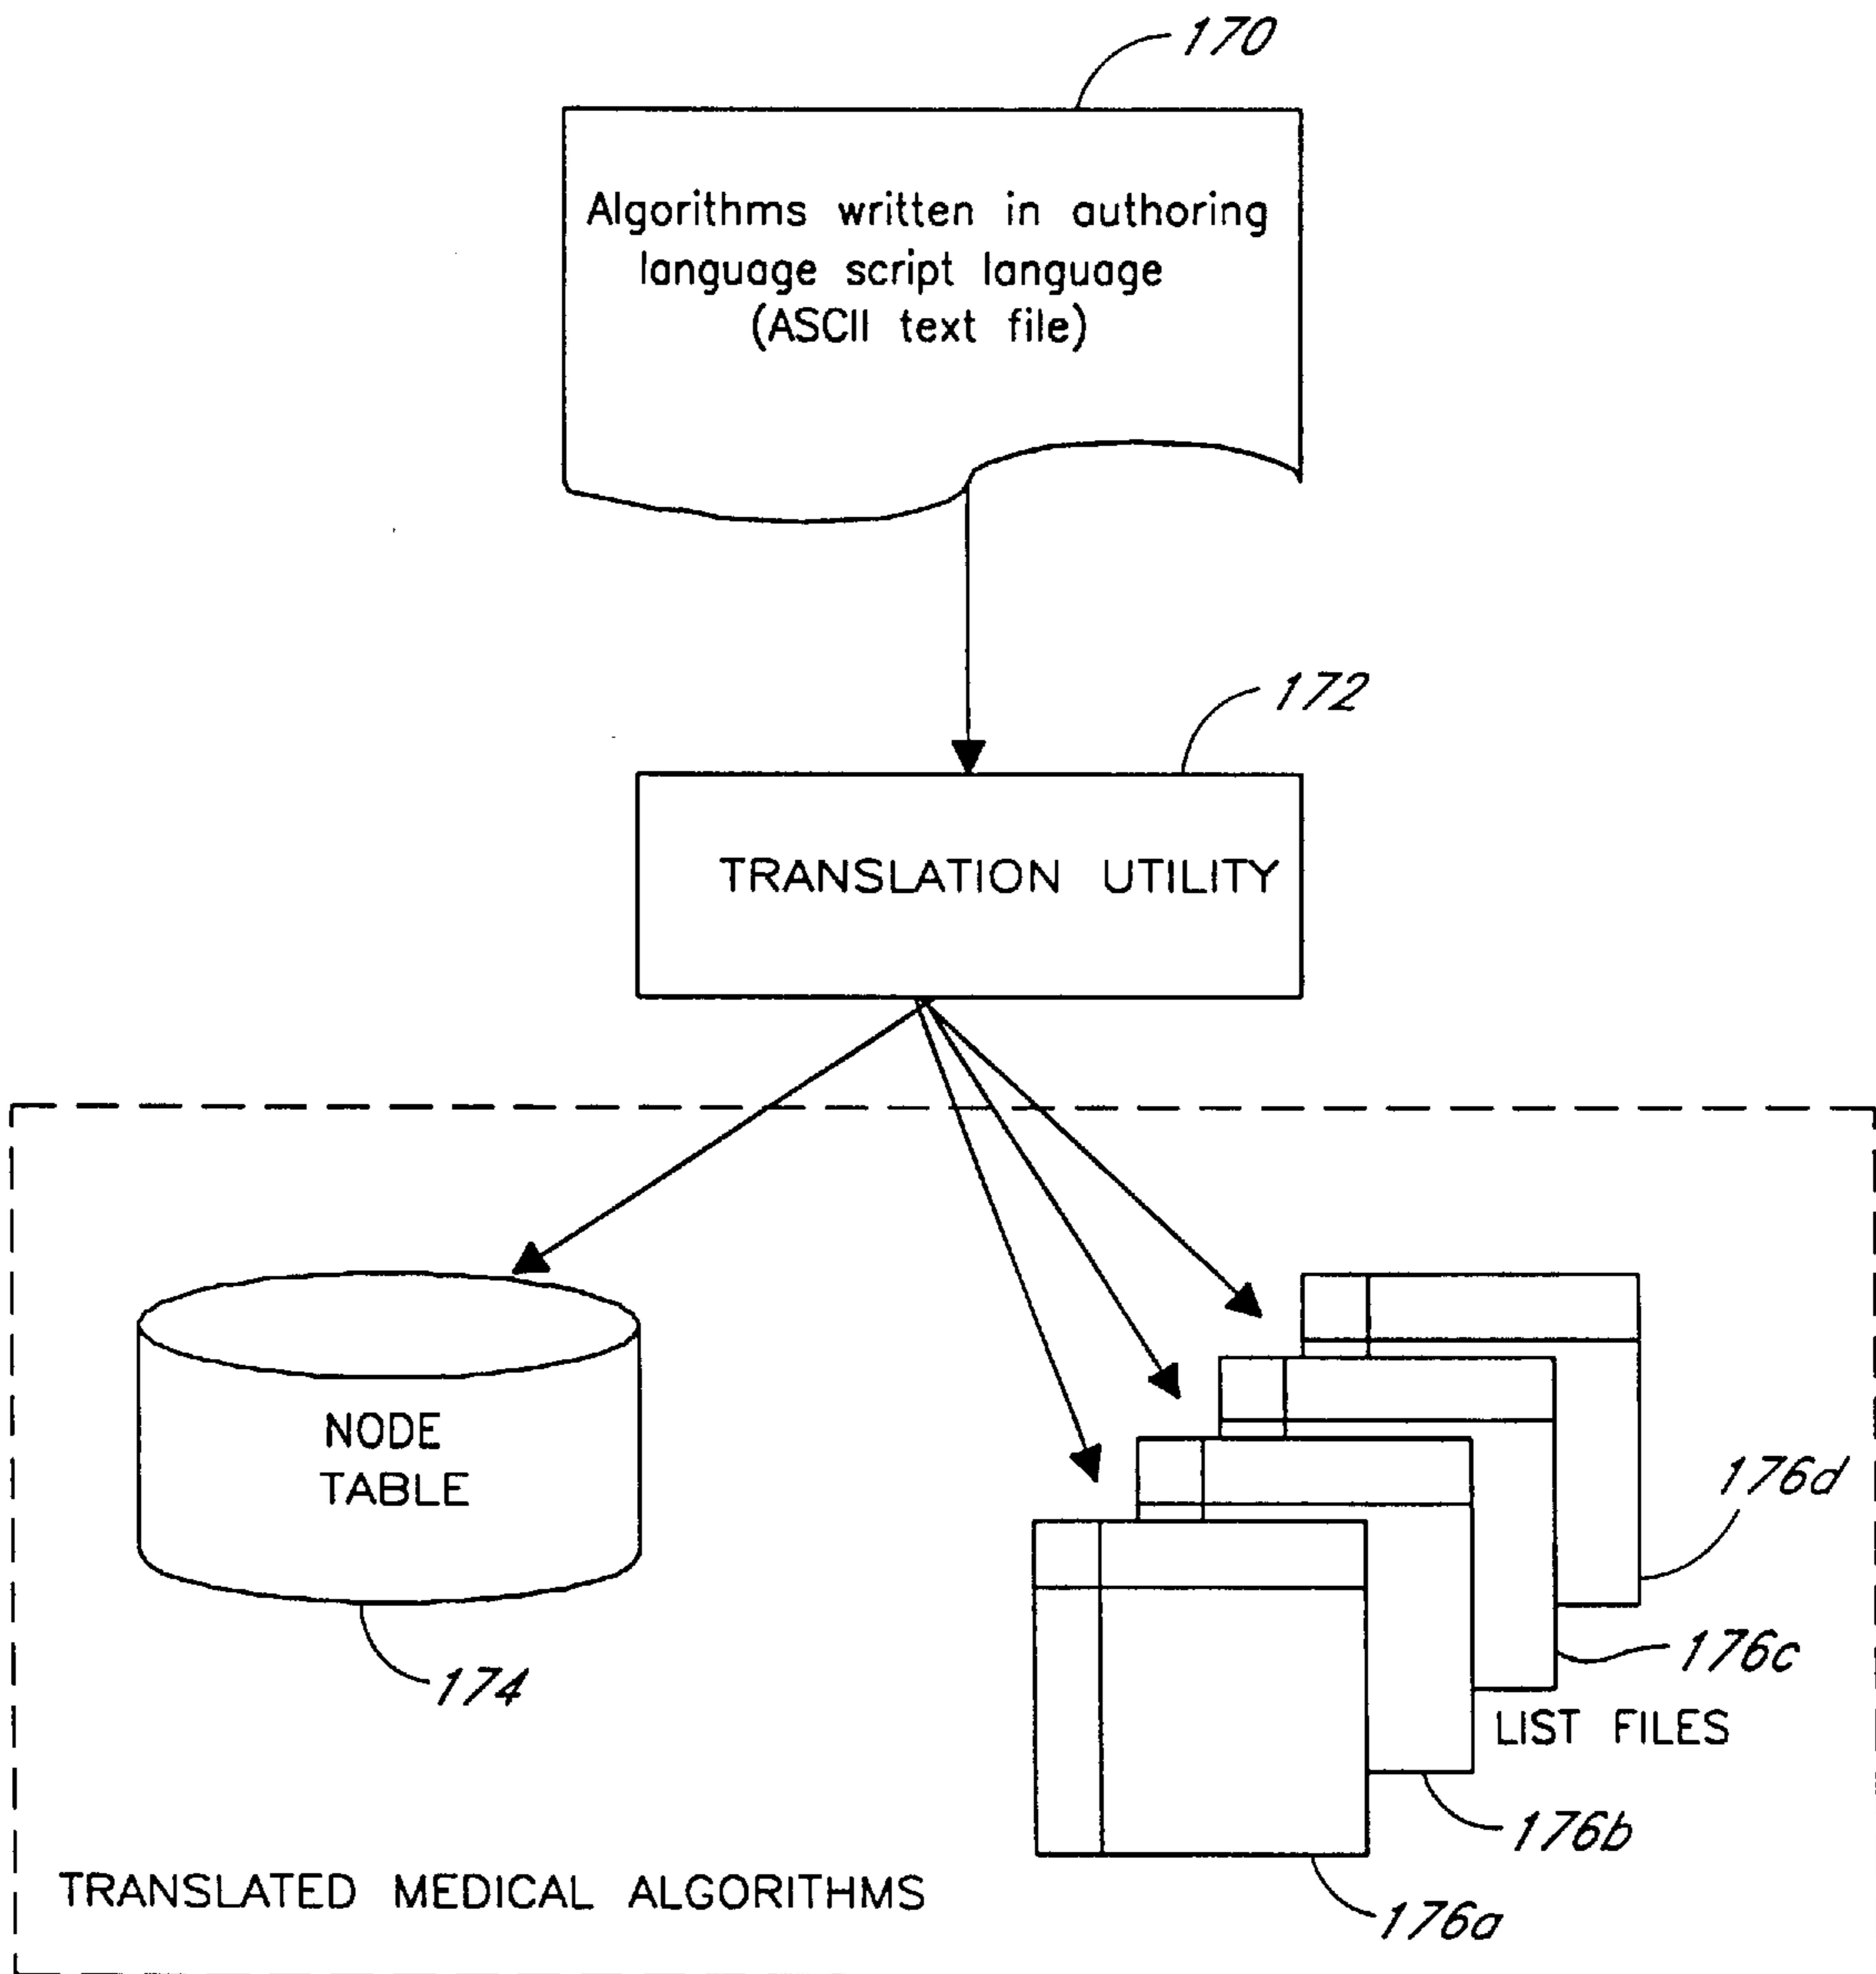 170
Algorithms written in authoring
language script language
(ASCII text file)
172
TRANSLATION UTILITY
NODE
TABLE
174
176d
176c
LIST FILES
176b
176a
TRANSLATED MEDICAL ALGORITHMS